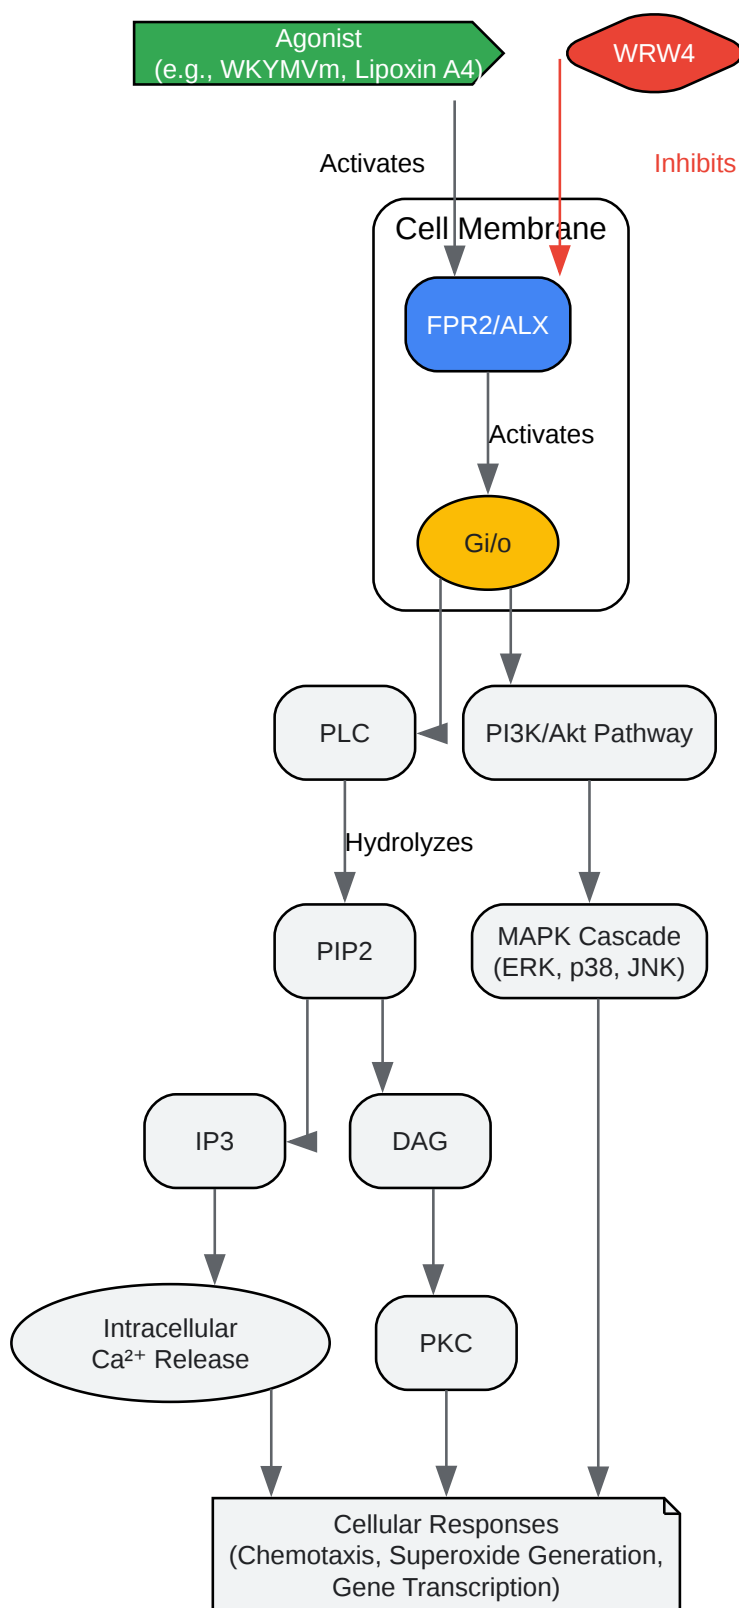 Agonist
(e.g., WKYMVm, Lipoxin A4)
WRW4
Activates
Inhibits
Cell Membrane
FPR2/ALX
Activates
Gi/o
PLC
PI3K/Akt Pathway
Hydrolyzes
PIP2
MAPK Cascade
(ERK, p38, JNK)
IP3
DAG
Intracellular
Ca²⁺ Release
PKC
Cellular Responses
(Chemotaxis, Superoxide Generation,
Gene Transcription)